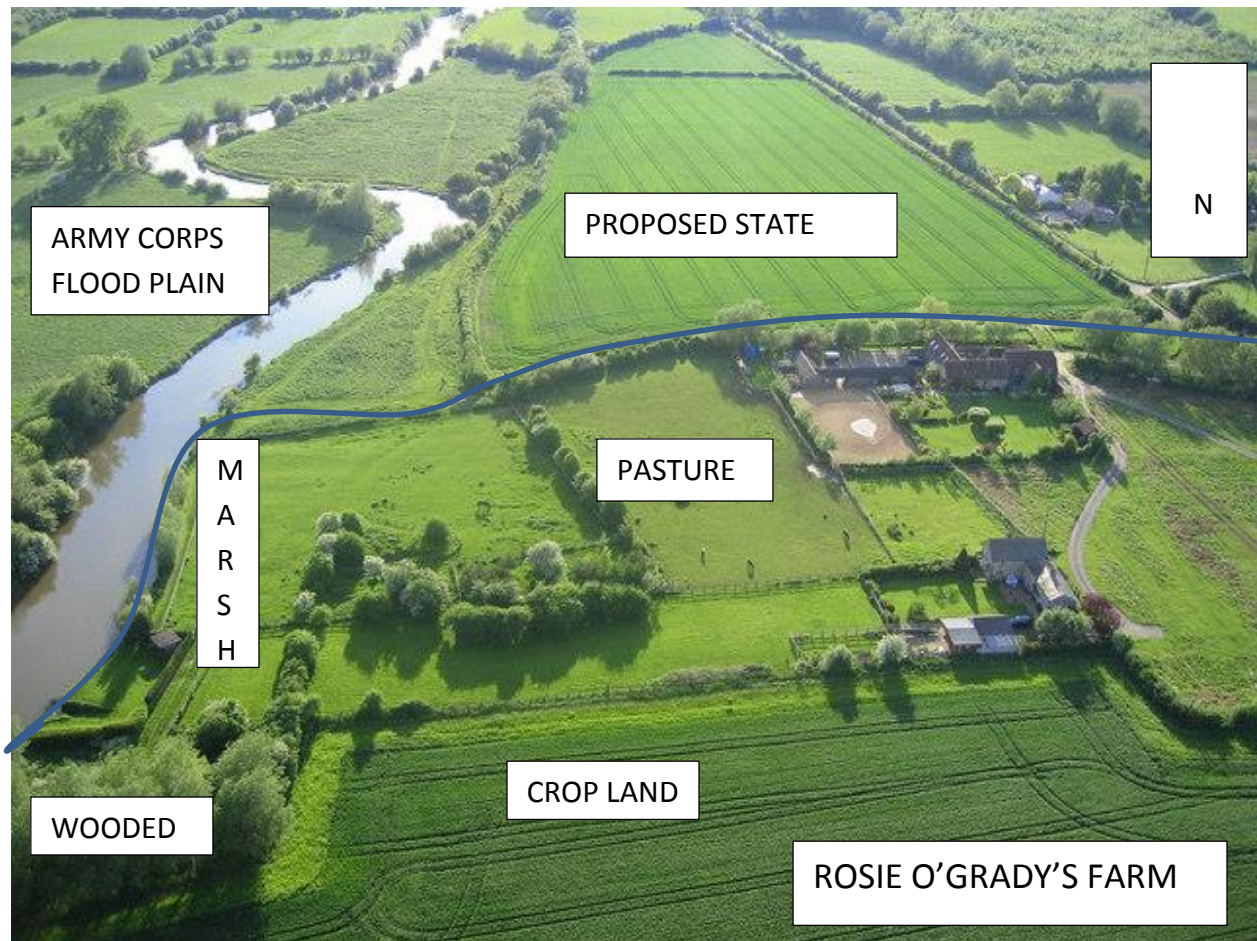 ARMY CORPS
FLOOD PLAIN
PROPOSED STATE
N
M
A
R
S
H
PASTURE
CROP LAND
WOODED
ROSIE O’GRADY’S FARM